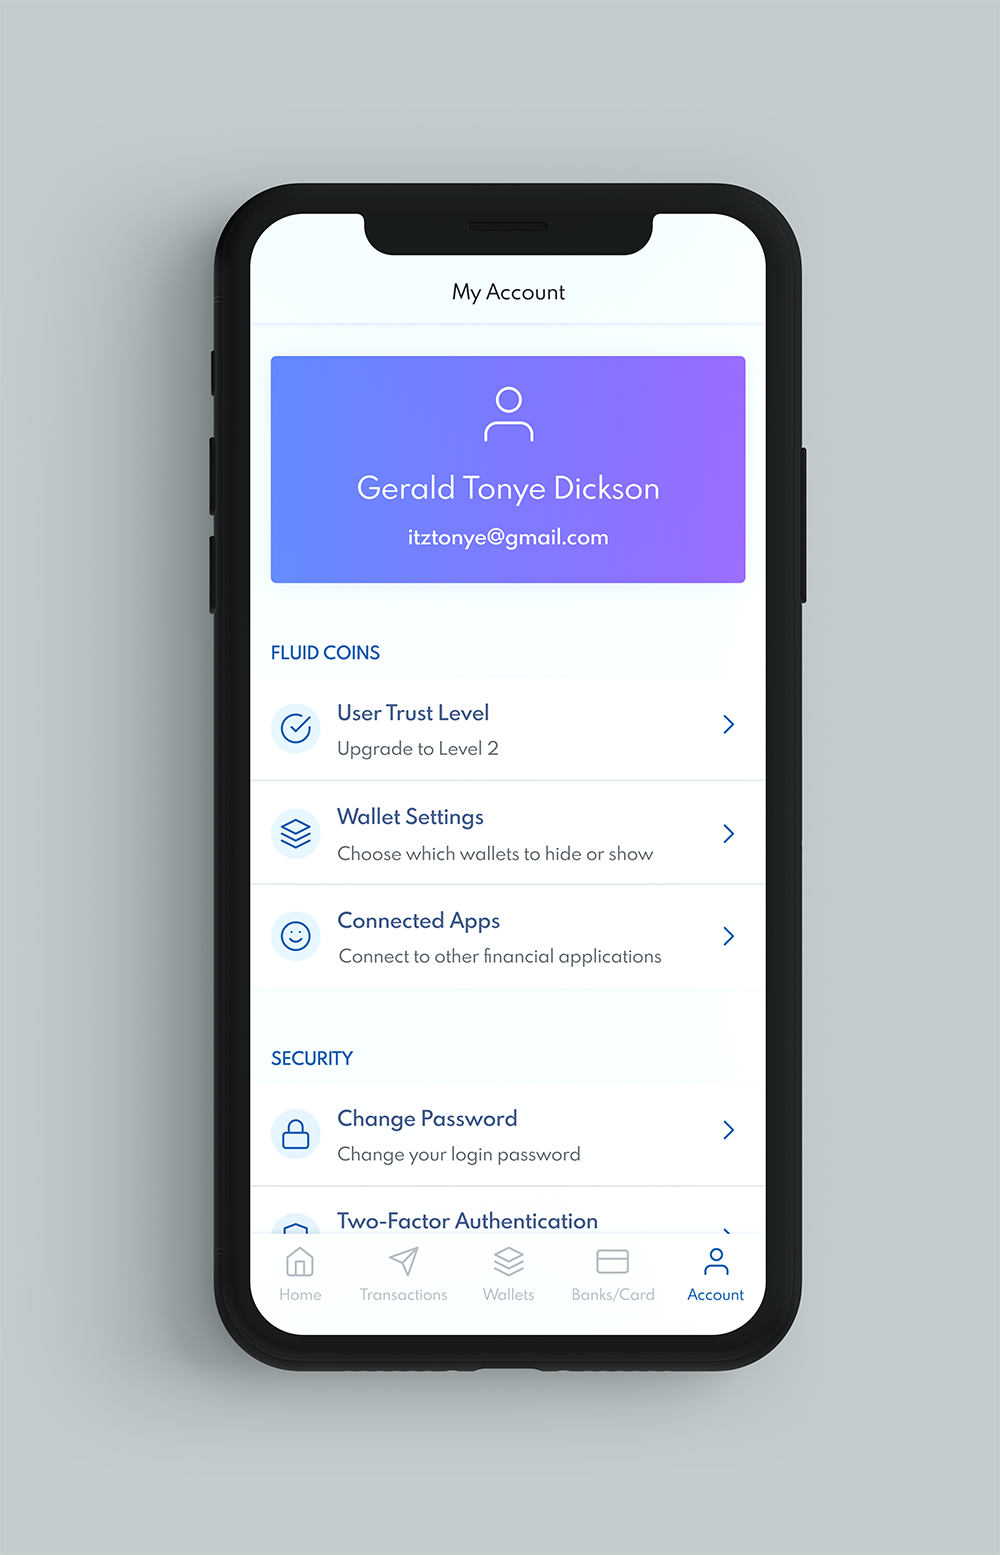 My Account
Gerald Tonye Dickson
itztonye@gmail.com
FLUID COINS
User Trust Level
Upgrade to Level 2
Wallet Settings
Choose which wallets to hide or show
Connected Apps
Connect to other financial applications
SECURITY
Change Password
Change your login password
Two-Factor Authentication
Home Transactions Wallets Banks/Card Account